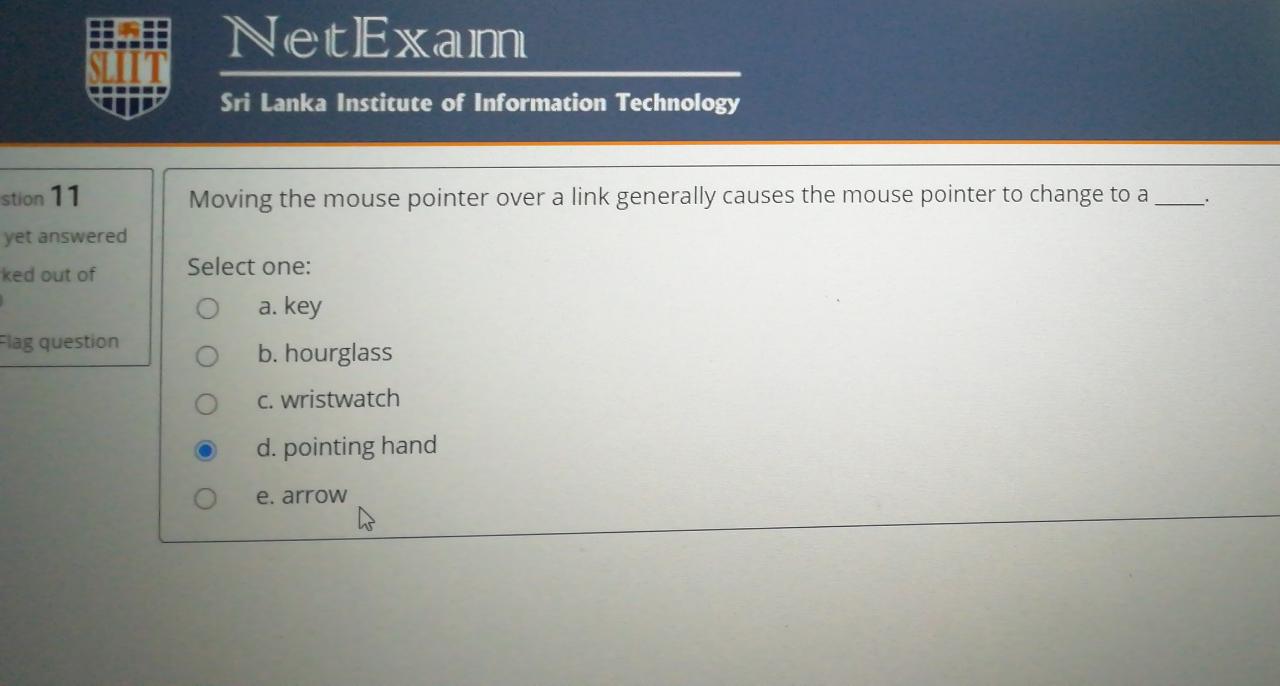 SLIIT
NetExam
Sri Lanka Institute of Information Technology
stion 11
yet answered
ked out of
Flag question
Moving the mouse pointer over a link generally causes the mouse pointer to change to a _____.
Select one:
a. key
b. hourglass
c. wristwatch
d. pointing hand
e. arrow